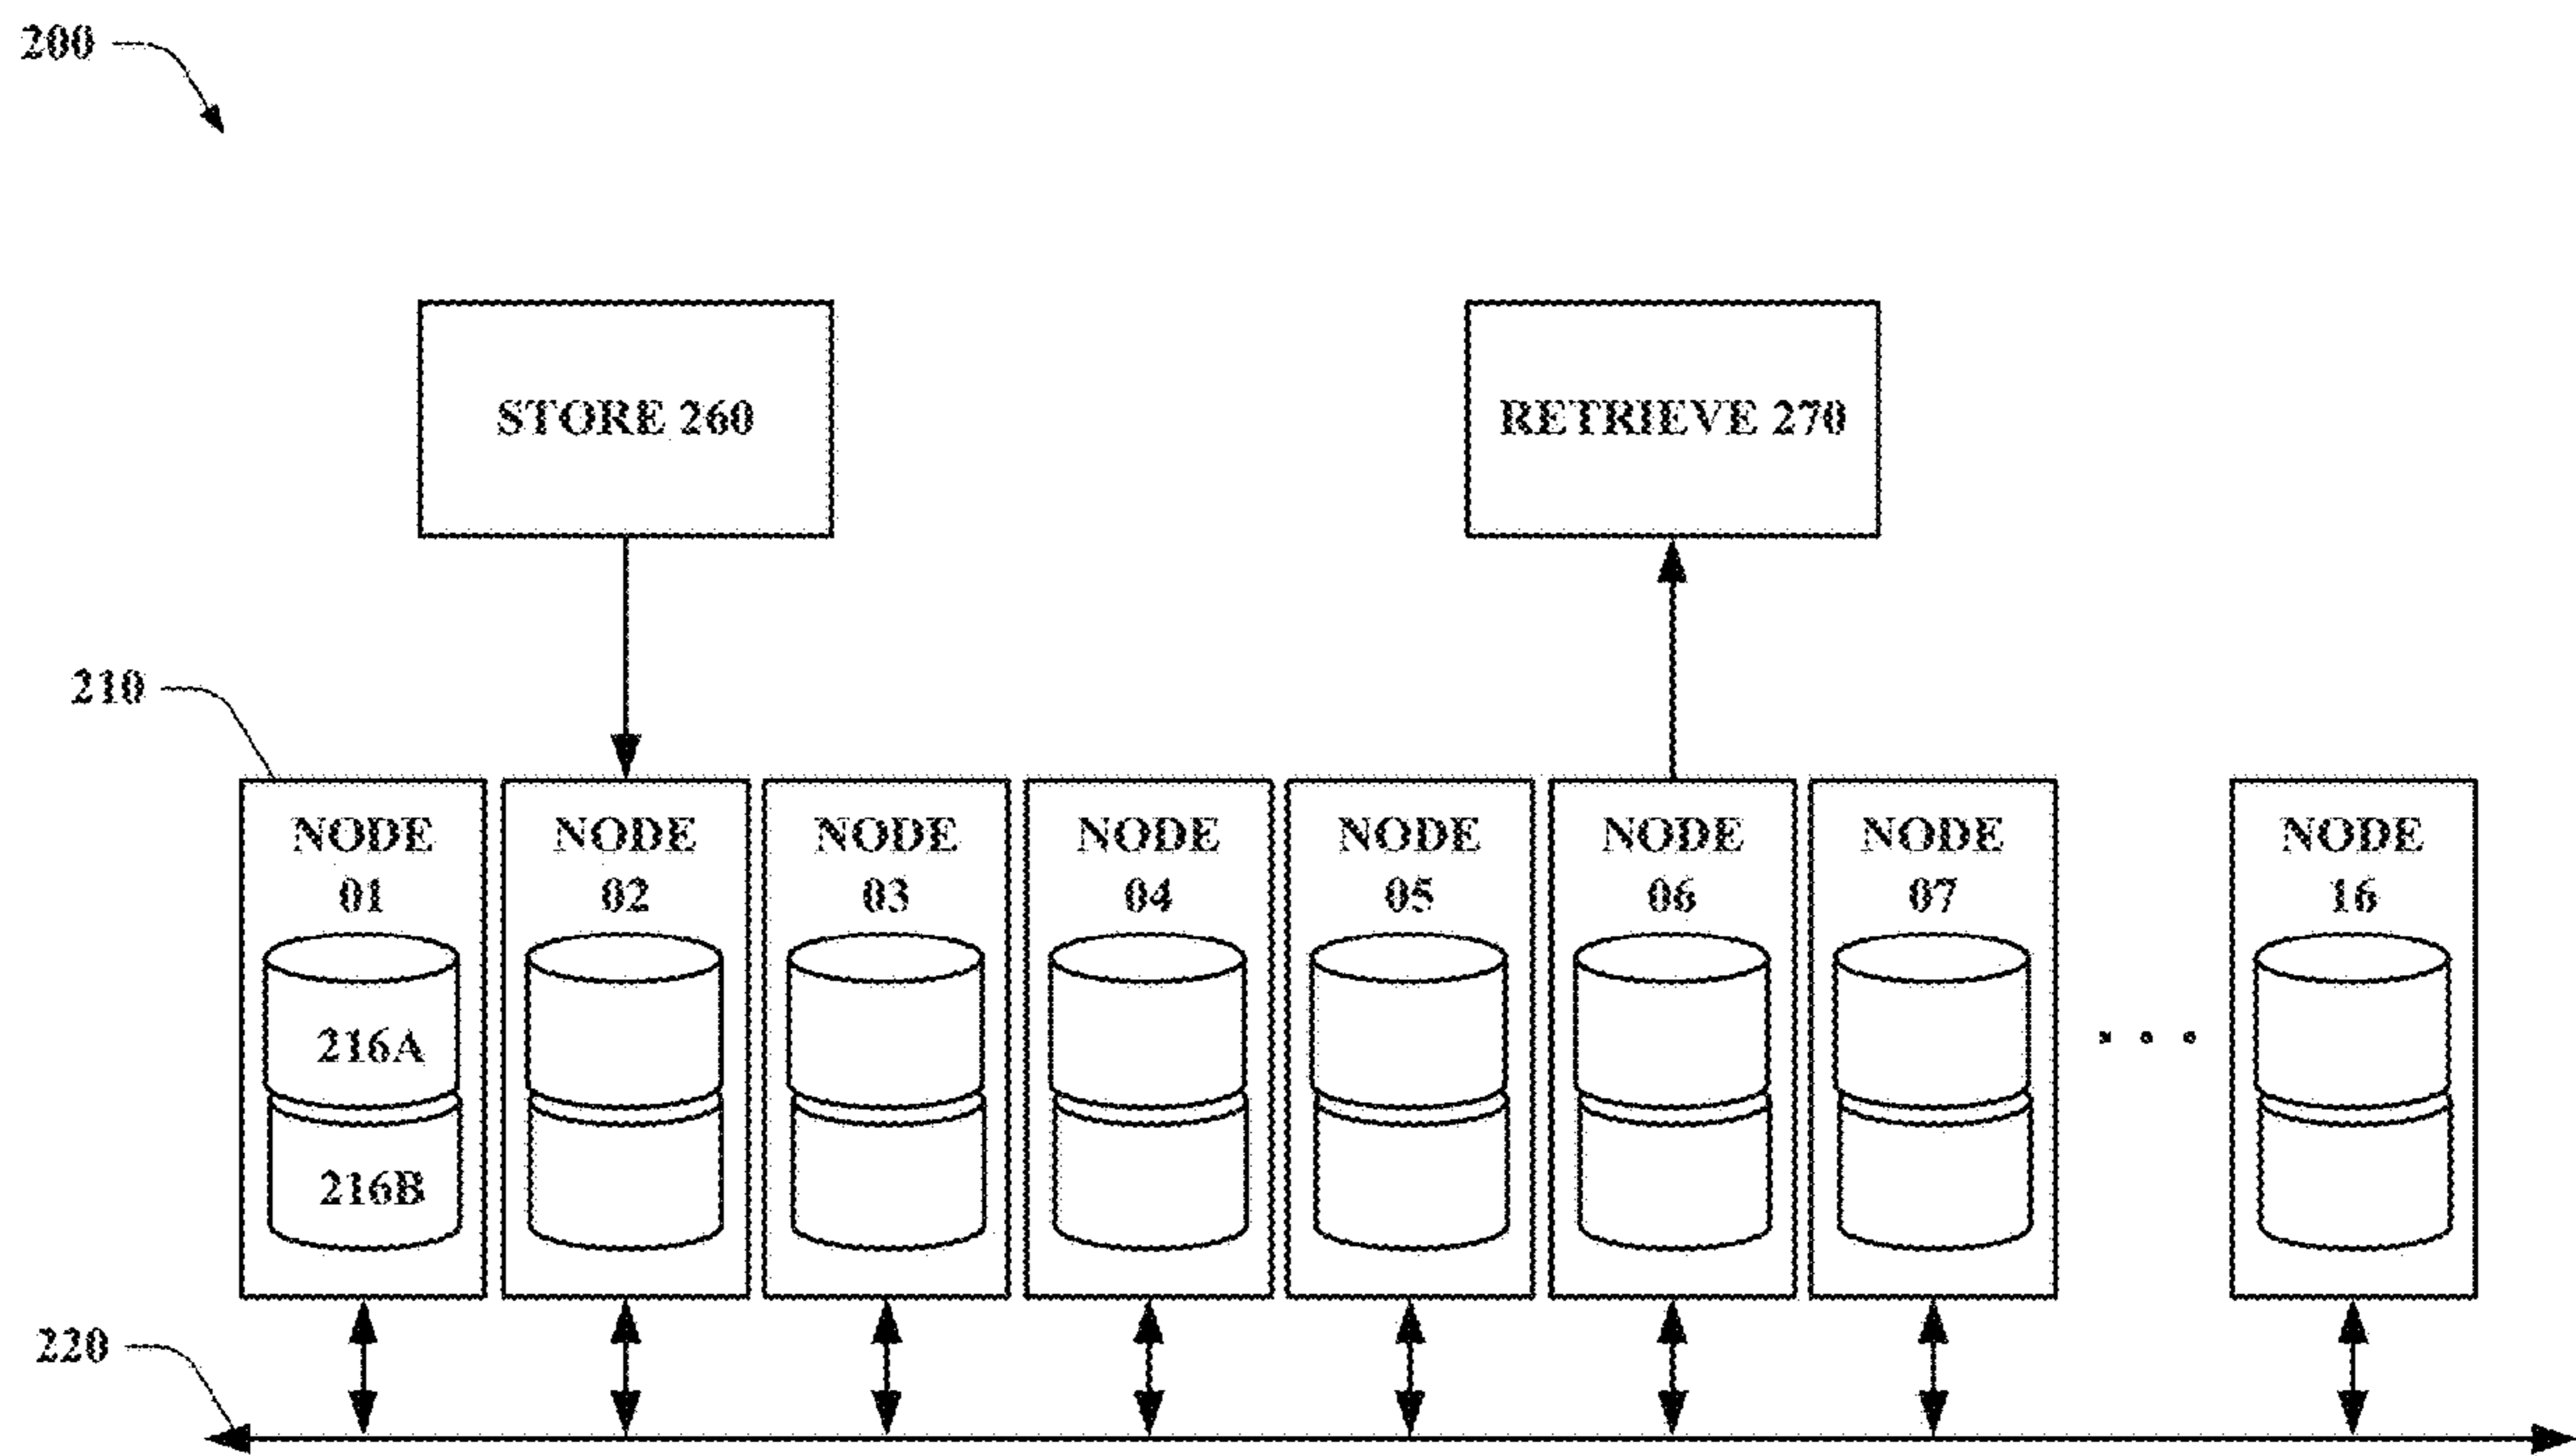 200
STORE 260
RETRIEVE 270
210
NODE
01
NODE
02
NODE
03
NODE
04
NODE
05
NODE
06
NODE
07
NODE
16
. . .
216A
216B
220